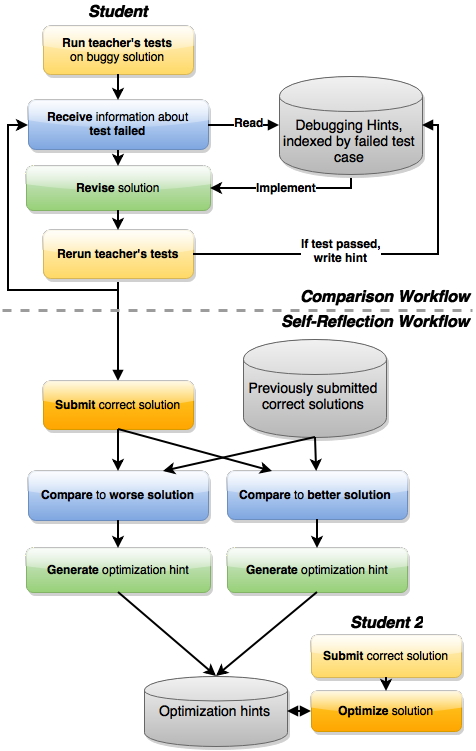 Student
Run teacher's tests
on buggy solution
Receive information about
test failed
Read
Debugging Hints,
indexed by failed test
case
Revise solution
Implement
Rerun teacher's tests
If test passed,
write hint
Comparison Workflow
Self-Reflection Workflow
Previously submitted
correct solutions
Submit correct solution
Compare to worse solution
Compare to better solution
Generate optimization hint
Generate optimization hint
Student 2
Submit correct solution
Optimization hints
Optimize solution